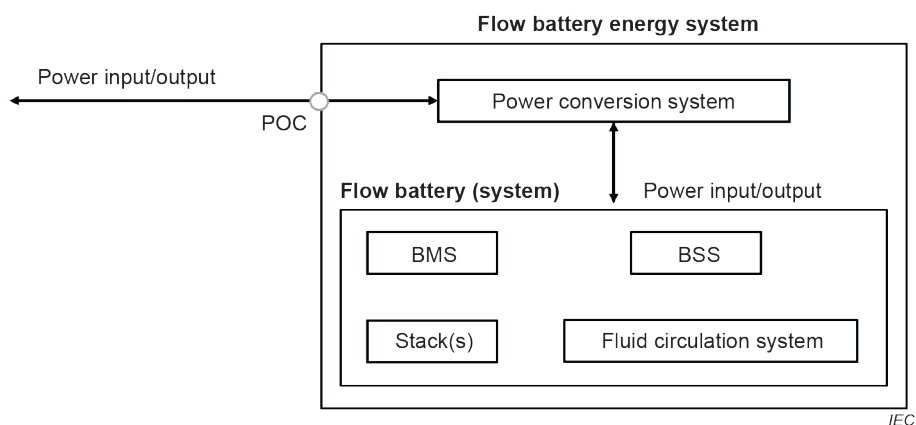 Flow battery energy system
Power input/output
Power conversion system
POC
Flow battery (system)
Power input/output
BMS
BSS
Stack(s)
Fluid circulation system
IEC